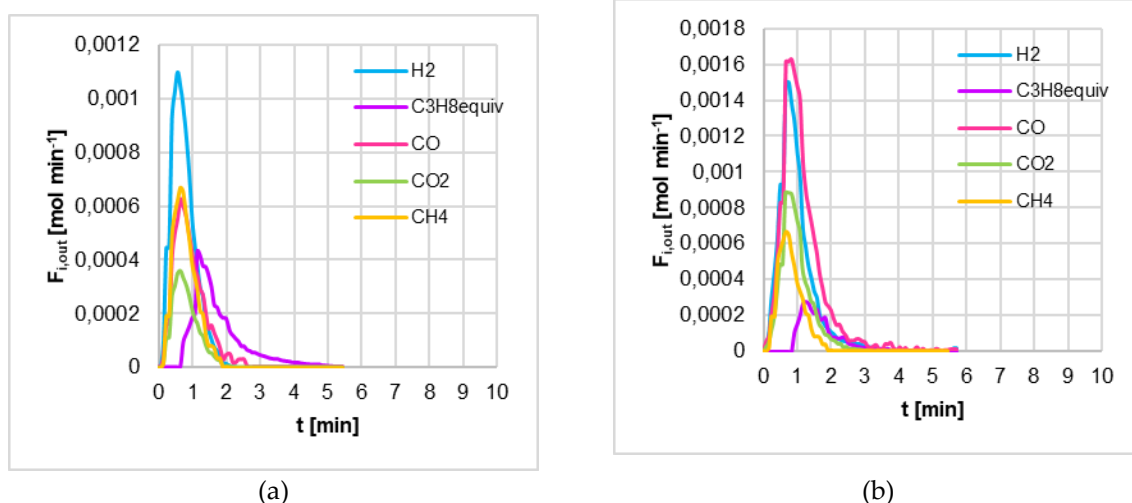 0,0012
0,001
0,0008
0,0006
0,0004
0,0002
0
F i,out [mol min⁻¹]
H2
C3H8equiv
CO
CO2
CH4
0 1 2 3 4 5 6 7 8 9 10
t [min]
(a)
0,0018
0,0016
0,0014
0,0012
0,001
0,0008
0,0006
0,0004
0,0002
0
F i,out [mol min⁻¹]
H2
C3H8equiv
CO
CO2
CH4
0 1 2 3 4 5 6 7 8 9 10
t [min]
(b)